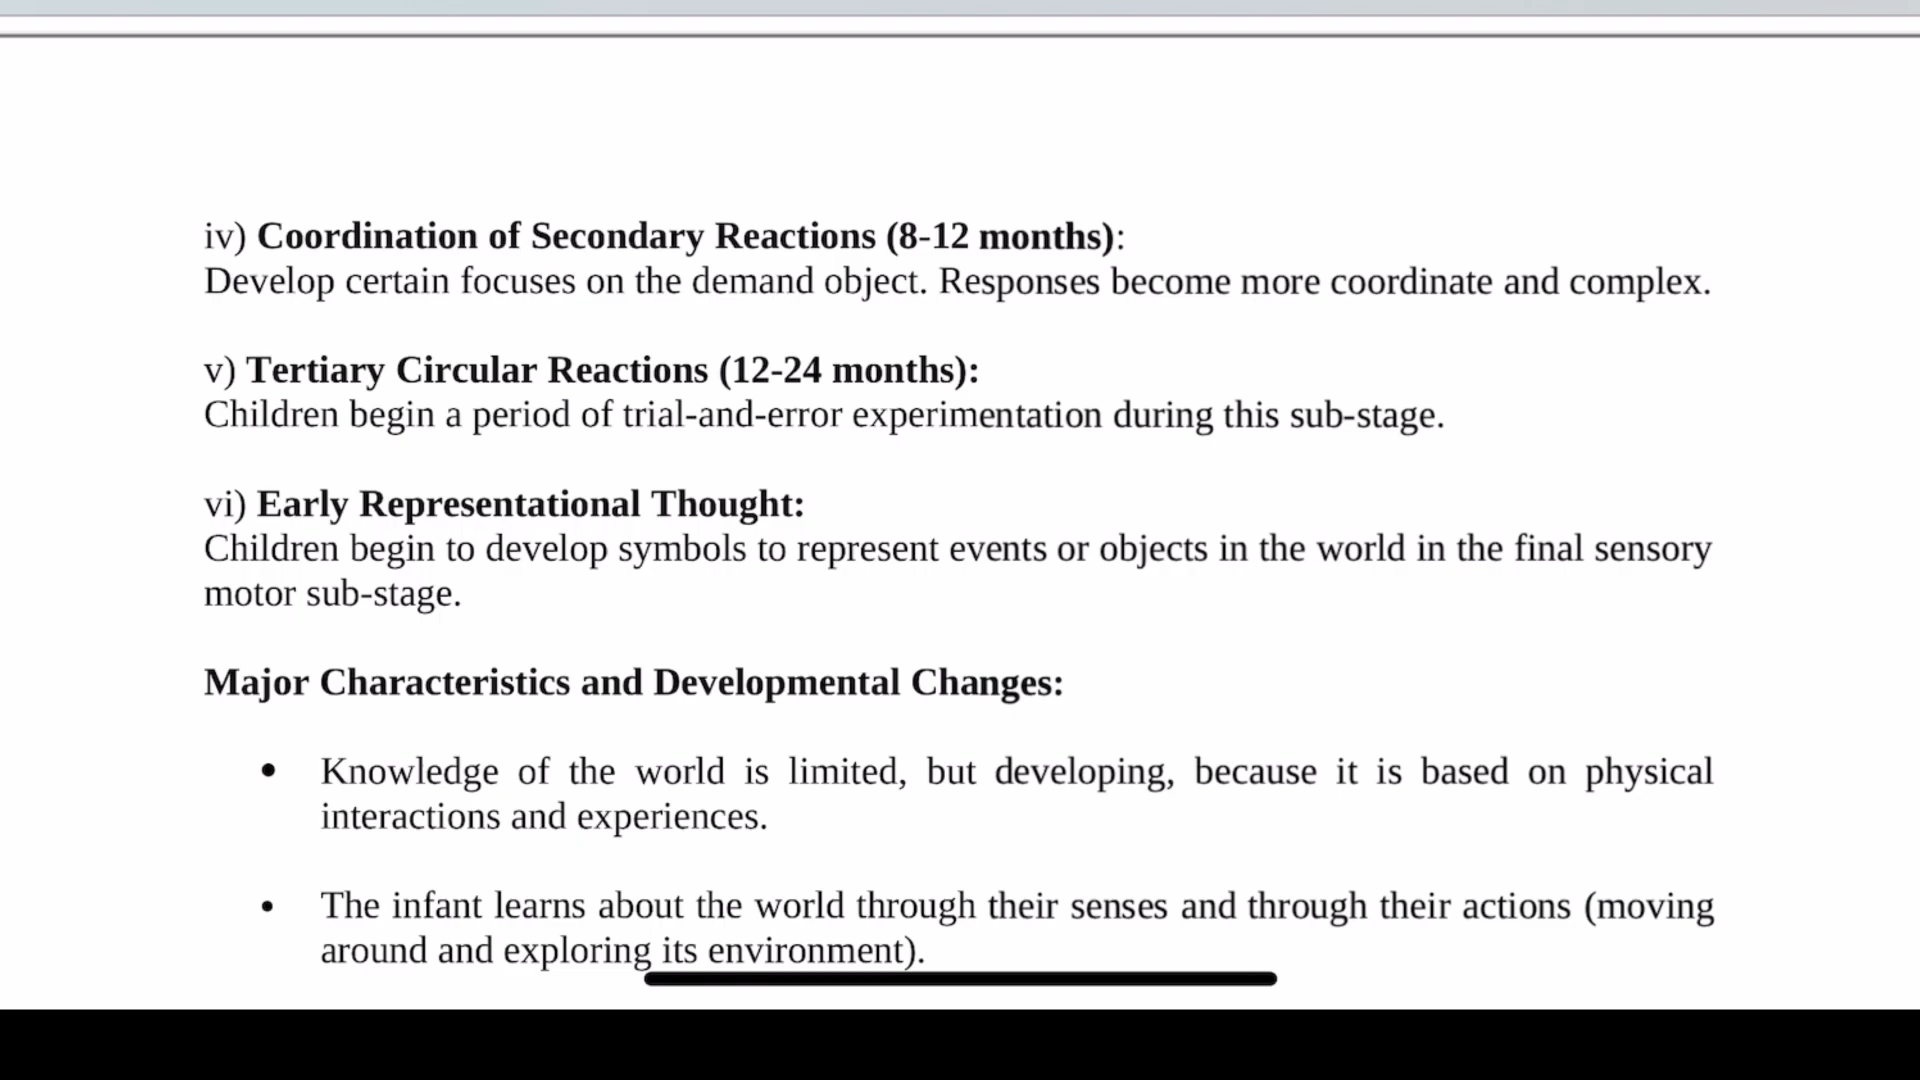 iv) Coordination of Secondary Reactions (8-12 months):
Develop certain focuses on the demand object. Responses become more coordinate and complex.
v) Tertiary Circular Reactions (12-24 months):
Children begin a period of trial-and-error experimentation during this sub-stage.
vi) Early Representational Thought:
Children begin to develop symbols to represent events or objects in the world in the final sensory
motor sub-stage.
Major Characteristics and Developmental Changes:
• Knowledge of the world is limited, but developing, because it is based on physical
interactions and experiences.
• The infant learns about the world through their senses and through their actions (moving
around and exploring its environment).